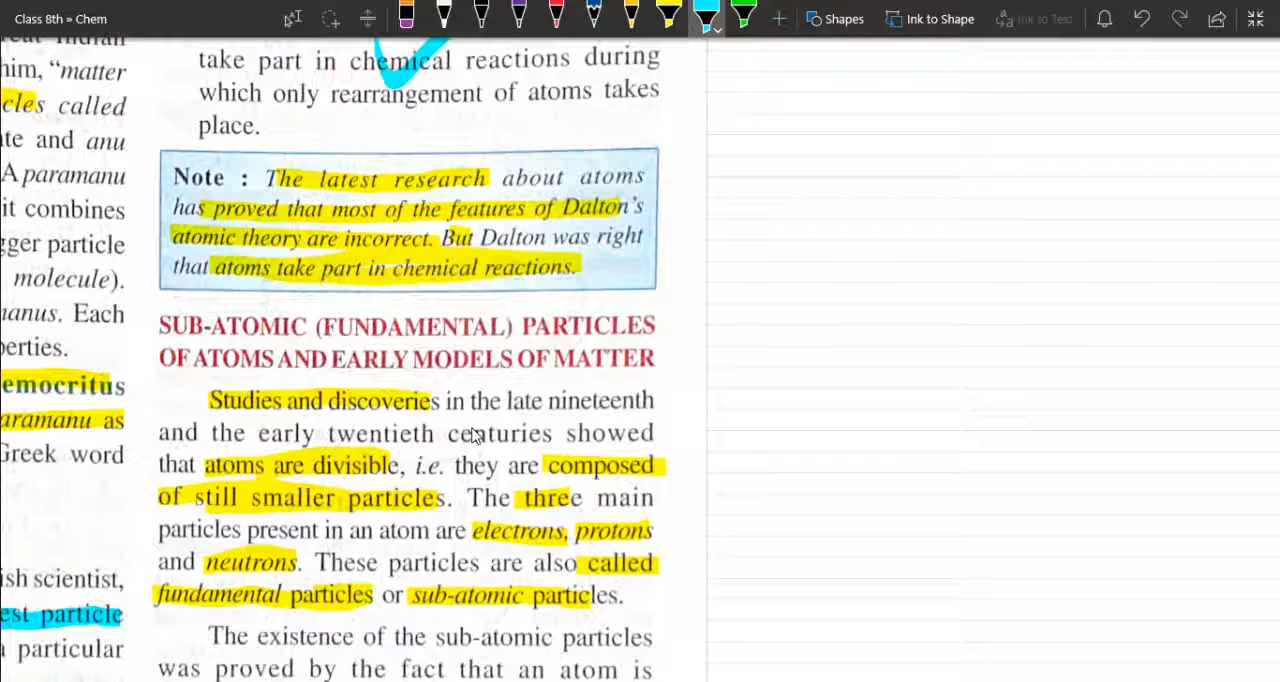 Class 8th » Chem
Shapes
Ink to Shape
Ink to Text
him, "matter
cles called
te and anu
A paramanu
it combines
gger particle
molecule).
nanus. Each
perties.
emocritus
aramanu as
Greek word
ish scientist,
est particle
particular
take part in chemical reactions during
which only rearrangement of atoms takes
place.
Note : The latest research about atoms
has proved that most of the features of Dalton's
atomic theory are incorrect. But Dalton was right
that atoms take part in chemical reactions.
SUB-ATOMIC (FUNDAMENTAL) PARTICLES
OF ATOMS AND EARLY MODELS OF MATTER
Studies and discoveries in the late nineteenth
and the early twentieth centuries showed
that atoms are divisible, i.e. they are composed
of still smaller particles. The three main
particles present in an atom are electrons, protons
and neutrons. These particles are also called
fundamental particles or sub-atomic particles.
The existence of the sub-atomic particles
was proved by the fact that an atom is